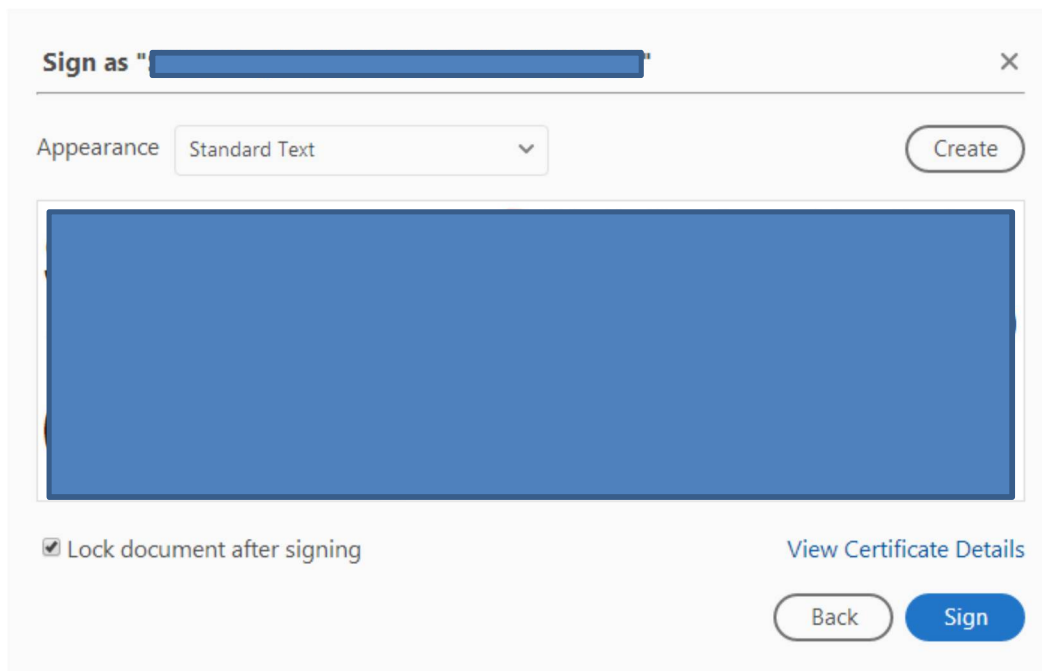 Sign as " "
Appearance Standard Text Create
Lock document after signing
View Certificate Details
Back Sign